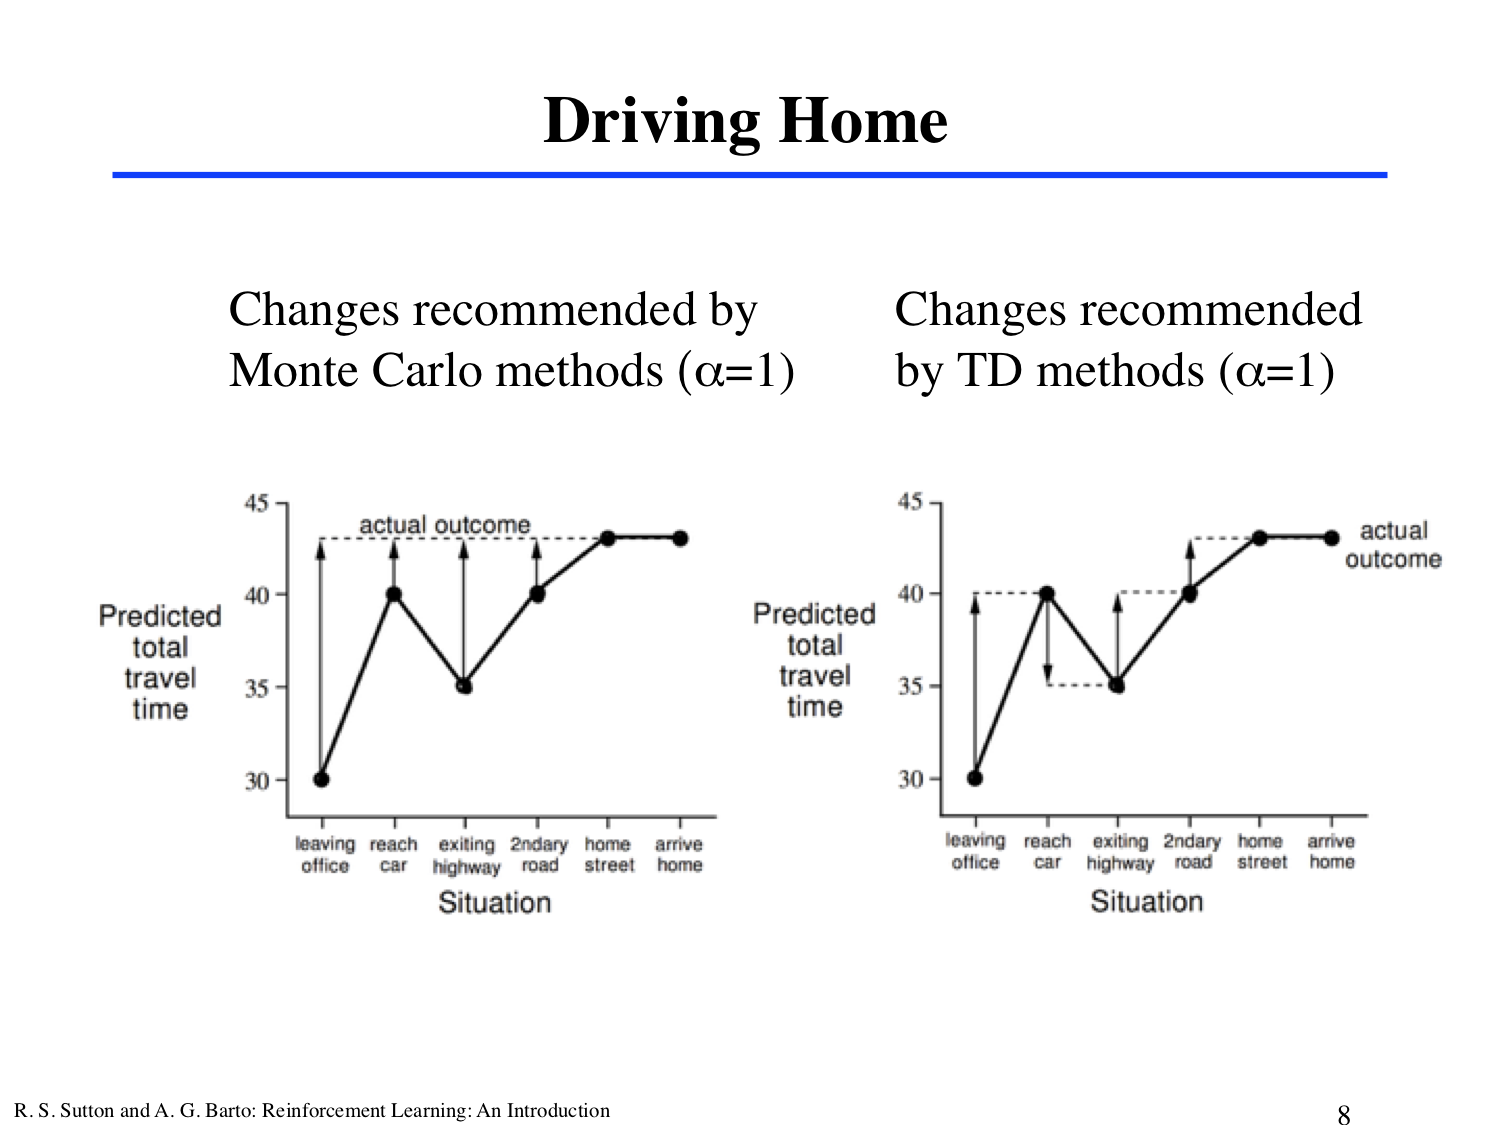 Driving Home
Changes recommended by
Monte Carlo methods (α=1)
Changes recommended
by TD methods (α=1)
45
40
35
30
actual outcome
Predicted
total
travel
time
leaving
office
reach
car
exiting
highway
2ndary
road
home
street
arrive
home
Situation
45
40
35
30
actual
outcome
Predicted
total
travel
time
leaving
office
reach
car
exiting
highway
2ndary
road
home
street
arrive
home
Situation
R. S. Sutton and A. G. Barto: Reinforcement Learning: An Introduction
8